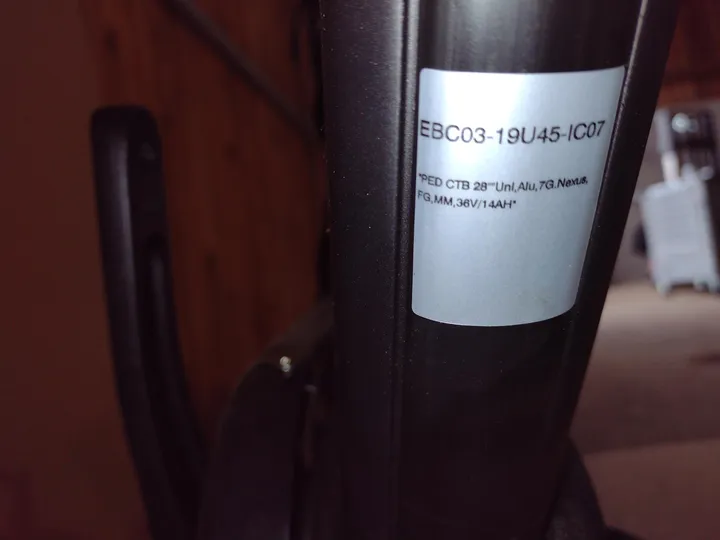 EBC03-19U45-IC07
"PED CTB 28""Uni,Alu,7G.Nexus,
FG,MM,36V/14AH"